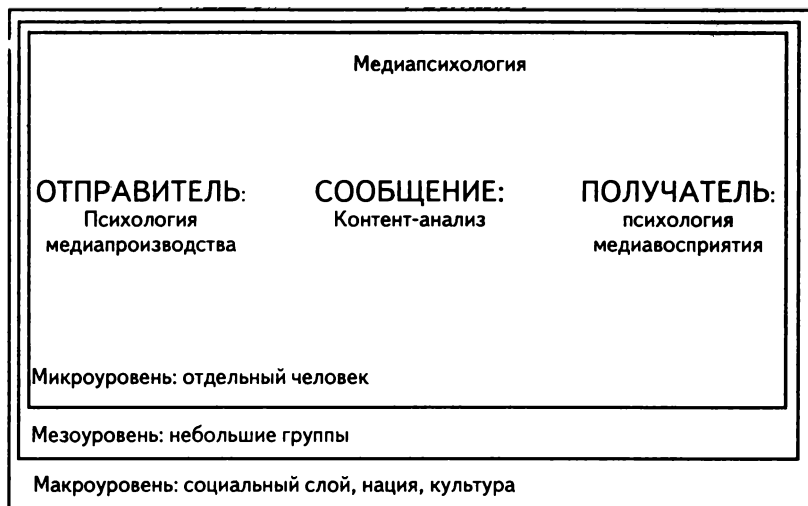 Медиапсихология
ОТПРАВИТЕЛЬ: СООБЩЕНИЕ: ПОЛУЧАТЕЛЬ:
Психология Контент-анализ психология
медиапроизводства медиавосприятия
Микроуровень: отдельный человек
Мезоуровень: небольшие группы
Макроуровень: социальный слой, нация, культура